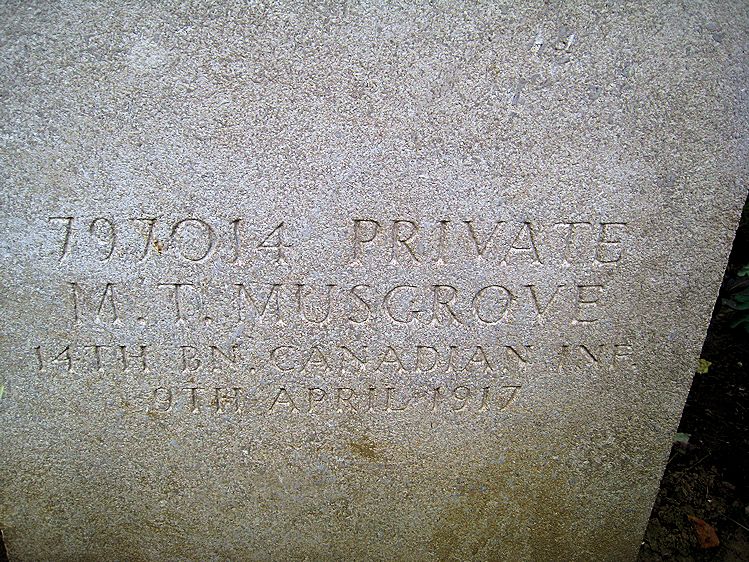 797014 PRIVATE
M. T. MUSGROVE
14TH BN. CANADIAN INF.
9TH APRIL 1917